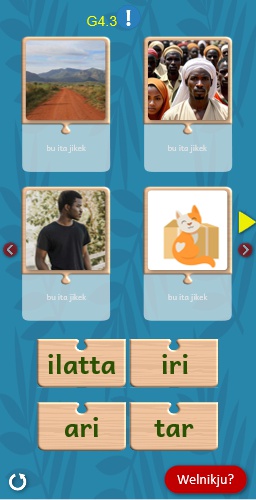 G4.3 !
bu ita jikek
bu ita jikek
bu ita jikek
bu ita jikek
ilatta
iri
ari
tar
Welnikju?